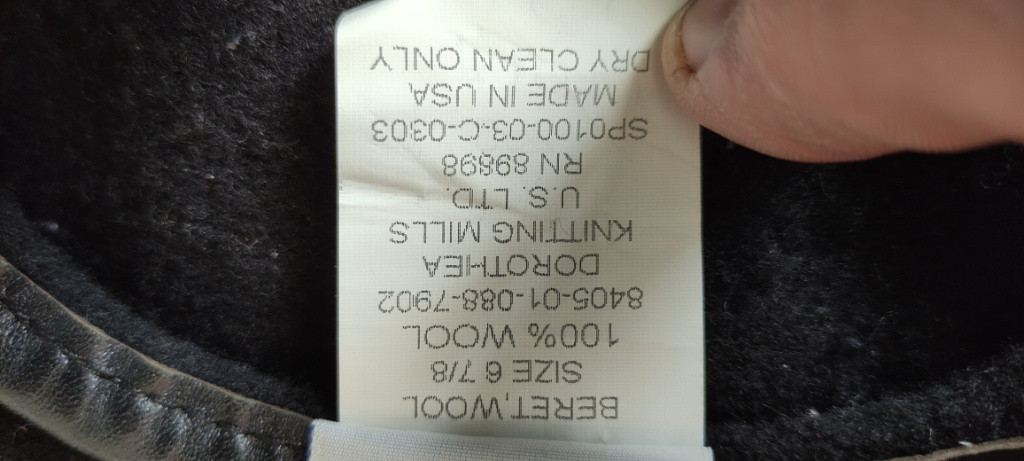 BERET,WOOL
SIZE 6 7/8
100% WOOL
8405-01-088-7902
DOROTHEA
KNITTING MILLS
U.S. LTD.
RN 89898
SP0100-03-C-0303
MADE IN USA
DRY CLEAN ONLY